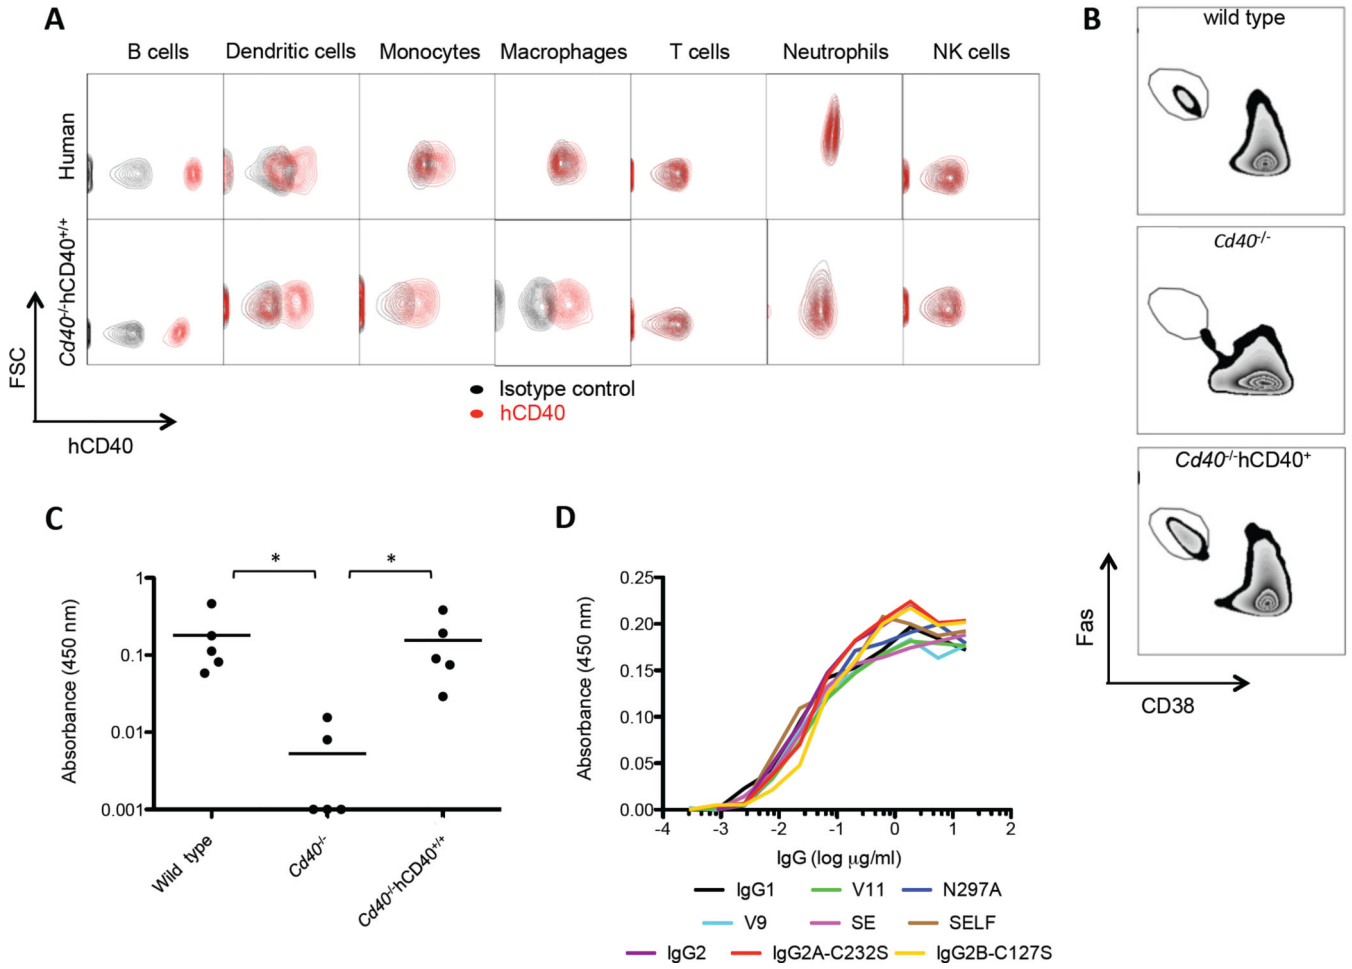 A
B cells Dendritic cells Monocytes Macrophages T cells Neutrophils NK cells
Human
Cd40-/-hCD40+/+
FSC
hCD40
Isotype control
hCD40
B
wild type
Cd40-/-
Cd40-/-hCD40+
Fas
CD38
C
Absorbance (450 nm)
1
0.1
0.01
0.001
* *
Wild type
Cd40-/-
Cd40-/-hCD40+/+
D
Absorbance (450 nm)
0.25
0.20
0.15
0.10
0.05
0.00
-4 -3 -2 -1 0 1 2
IgG (log µg/ml)
IgG1 V11 N297A
V9 SE SELF
IgG2 IgG2A-C232S IgG2B-C127S